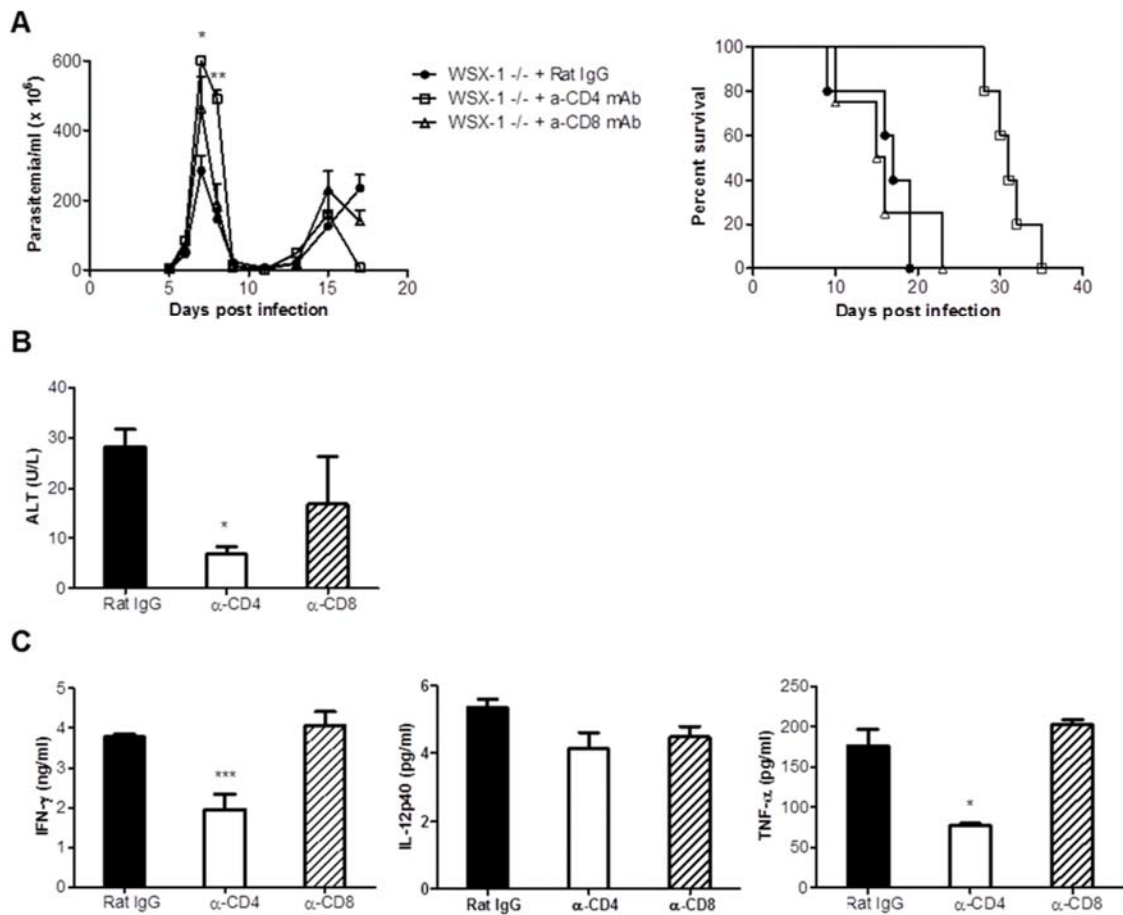 A
Parasitemia/ml (x 10⁶)
600
400
200
0
*
**
0
5
10
15
20
Days post infection
WSX-1 -/- + Rat IgG
WSX-1 -/- + a-CD4 mAb
WSX-1 -/- + a-CD8 mAb
Percent survival
100
80
60
40
20
0
0
10
20
30
40
Days post infection
B
ALT (U/L)
40
30
20
10
0
*
Rat IgG
α-CD4
α-CD8
C
IFN-γ (ng/ml)
5
4
3
2
1
0
***
Rat IgG
α-CD4
α-CD8
IL-12p40 (pg/ml)
6
4
2
0
Rat IgG
α-CD4
α-CD8
TNF-α (pg/ml)
250
200
150
100
50
0
*
Rat IgG
α-CD4
α-CD8